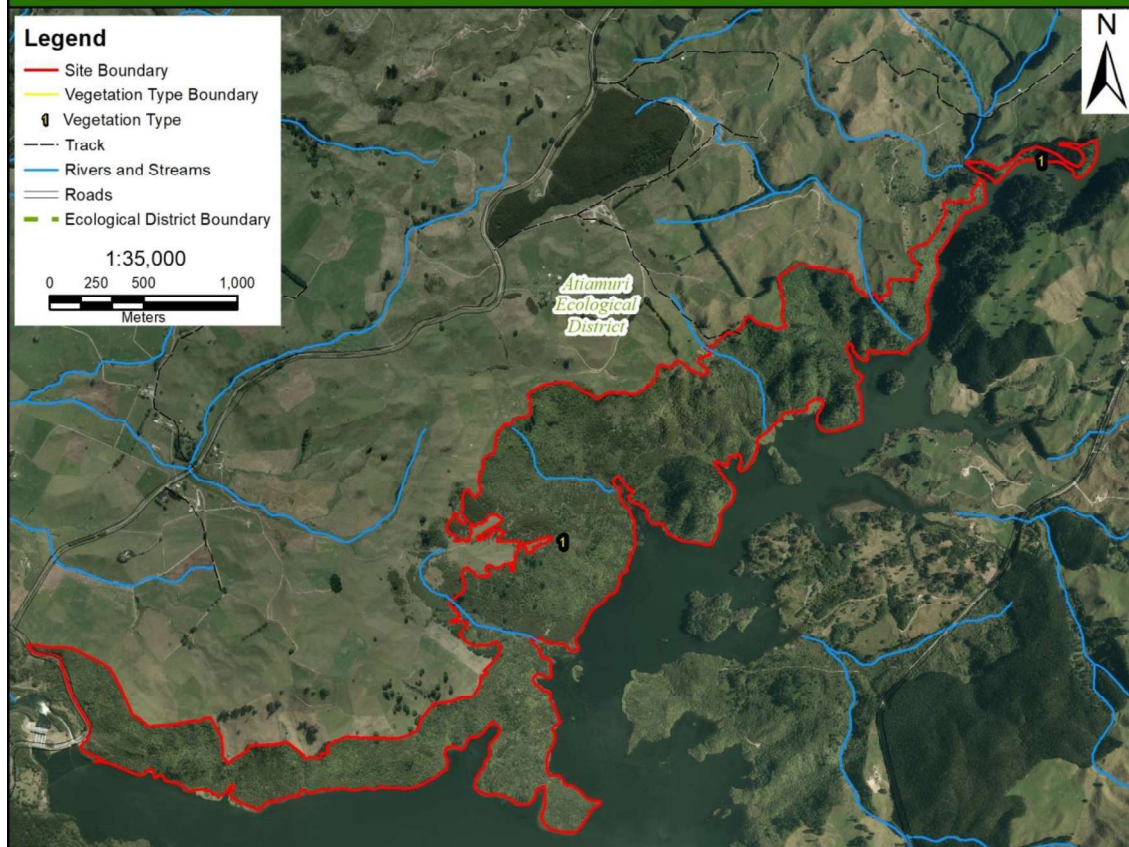 Legend
Site Boundary
Vegetation Type Boundary
1 Vegetation Type
Track
Rivers and Streams
Roads
Ecological District Boundary
1:35,000
0 250 500 1,000
Meters
N
Atiamuri
Ecological
District
1
1